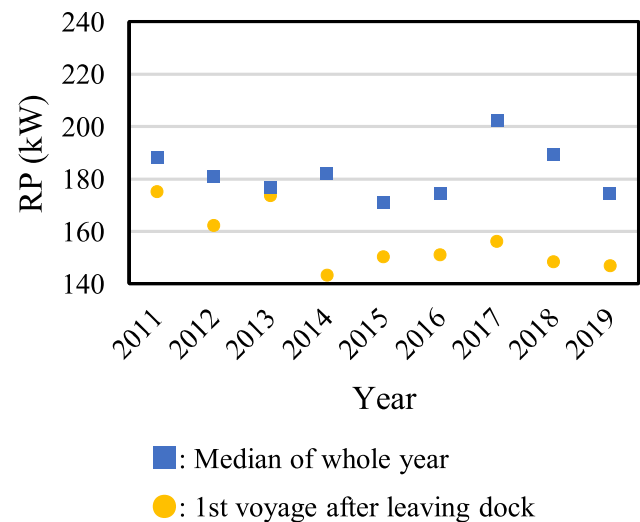 240
220
200
180
160
140
RP (kW)
2011 2012 2013 2014 2015 2016 2017 2018 2019
Year
: Median of whole year
: 1st voyage after leaving dock